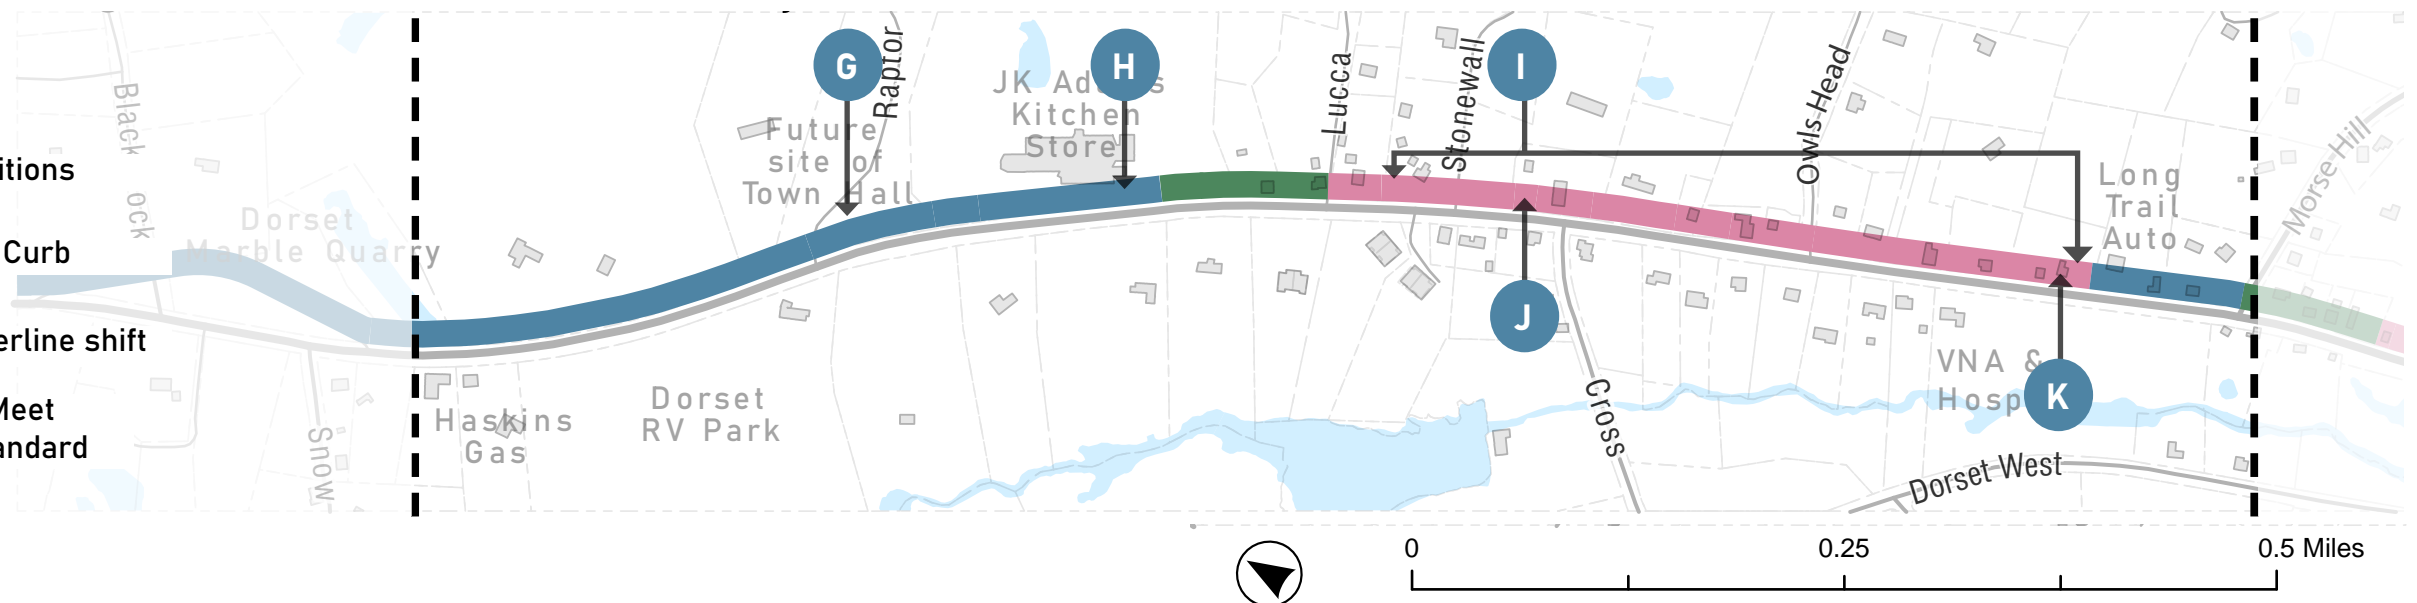 itions
Curb
erline shift
Meet
andard
Black
ock
Dorset
Marble Quarry
Snow
Haskins
Gas
Dorset
RV Park
G
Raptor
Future
site of
Town Hall
H
JK Ad s
Kitchen
Store
Lucca
Stonewall
I
J
Cross
Owls Head
Long
Trail
Auto
Morse Hill
VNA &
Hosp
K
Dorset West
0
0.25
0.5 Miles